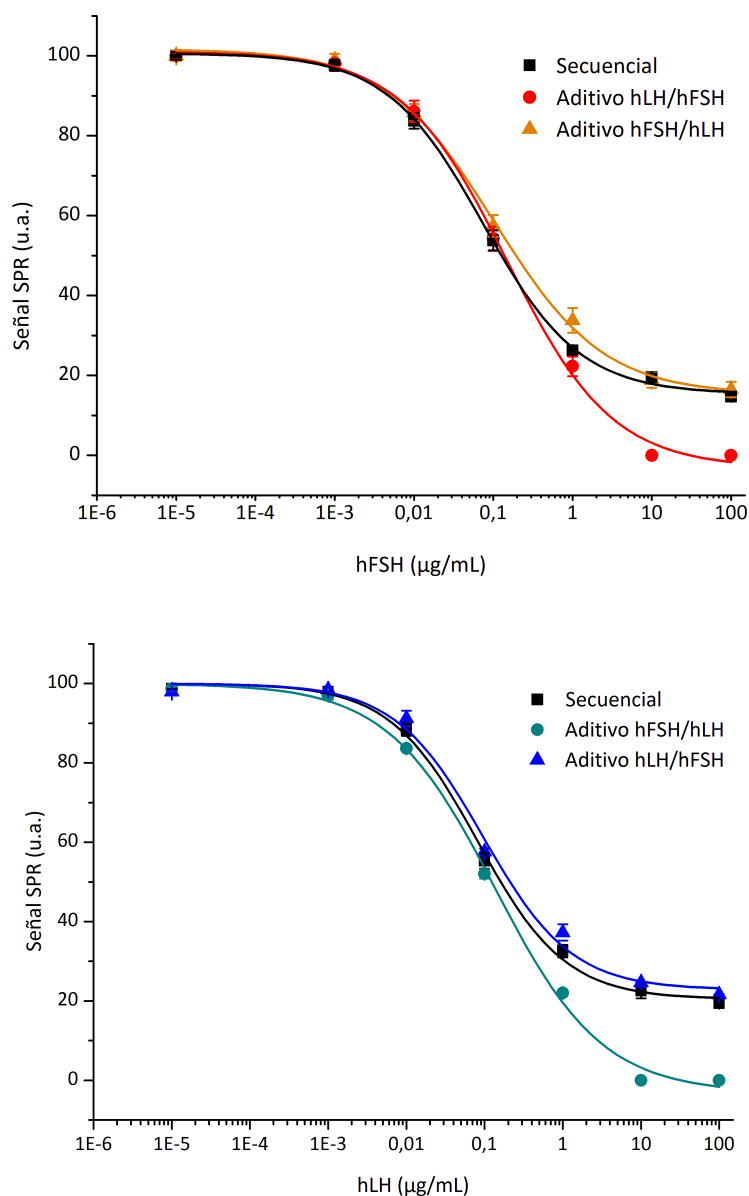 100
80
60
40
20
0
Señal SPR (u.a.)
Secuencial
Aditivo hLH/hFSH
Aditivo hFSH/hLH
1E-6 1E-5 1E-4 1E-3 0,01 0,1 1 10 100
hFSH (µg/mL)
100
80
60
40
20
0
Señal SPR (u.a.)
Secuencial
Aditivo hFSH/hLH
Aditivo hLH/hFSH
1E-6 1E-5 1E-4 1E-3 0,01 0,1 1 10 100
hLH (µg/mL)